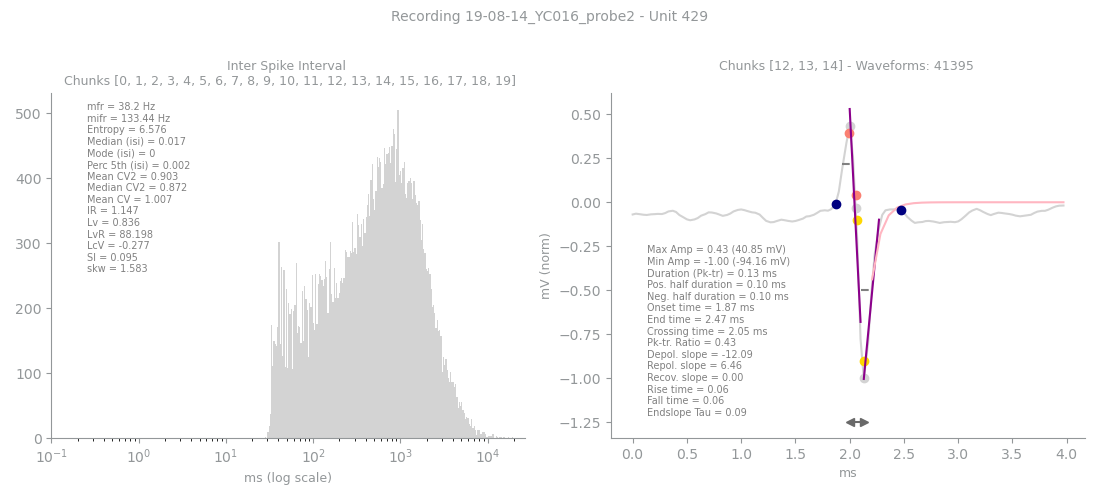 Recording 19-08-14_YC016_probe2 - Unit 429
Inter Spike Interval
Chunks [0, 1, 2, 3, 4, 5, 6, 7, 8, 9, 10, 11, 12, 13, 14, 15, 16, 17, 18, 19]
500
400
300
200
100
0
mfr = 38.2 Hz
mifr = 133.44 Hz
Entropy = 6.576
Median (isi) = 0.017
Mode (isi) = 0
Perc 5th (isi) = 0.002
Mean CV2 = 0.903
Median CV2 = 0.872
Mean CV = 1.007
IR = 1.147
Lv = 0.836
LvR = 88.198
LcV = -0.277
SI = 0.095
skw = 1.583
10⁻¹ 10⁰ 10¹ 10² 10³ 10⁴
ms (log scale)
Chunks [12, 13, 14] - Waveforms: 41395
mV (norm)
0.50
0.25
0.00
−0.25
−0.50
−0.75
−1.00
−1.25
Max Amp = 0.43 (40.85 mV)
Min Amp = -1.00 (-94.16 mV)
Duration (Pk-tr) = 0.13 ms
Pos. half duration = 0.10 ms
Neg. half duration = 0.10 ms
Onset time = 1.87 ms
End time = 2.47 ms
Crossing time = 2.05 ms
Pk-tr. Ratio = 0.43
Depol. slope = -12.09
Repol. slope = 6.46
Recov. slope = 0.00
Rise time = 0.06
Fall time = 0.06
Endslope Tau = 0.09
0.0 0.5 1.0 1.5 2.0 2.5 3.0 3.5 4.0
ms